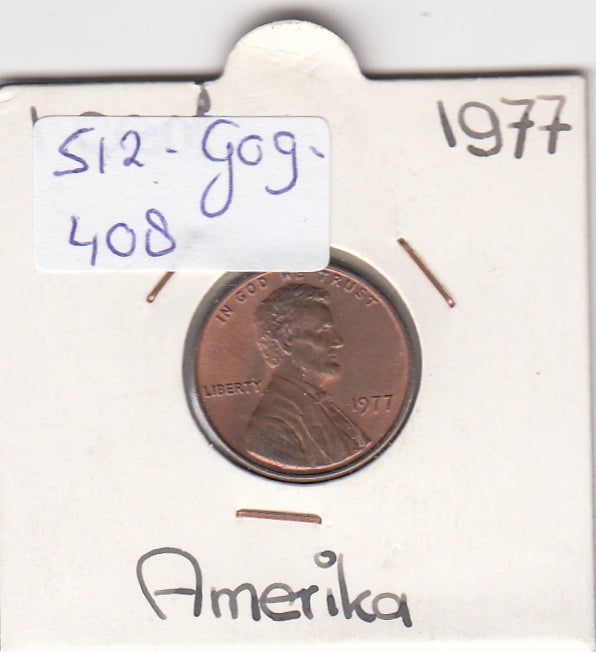 1977
512-Gog-
408
IN GOD WE TRUST
LIBERTY
1977
Amerika